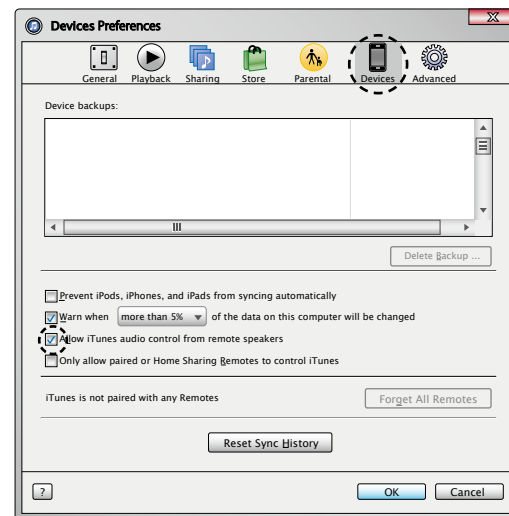 Devices Preferences
General Playback Sharing Store Parental Devices Advanced
Device backups:
Delete Backup ...
Prevent iPods, iPhones, and iPads from syncing automatically
Warn when more than 5% of the data on this computer will be changed
Allow iTunes audio control from remote speakers
Only allow paired or Home Sharing Remotes to control iTunes
iTunes is not paired with any Remotes Forget All Remotes
Reset Sync History
? OK Cancel